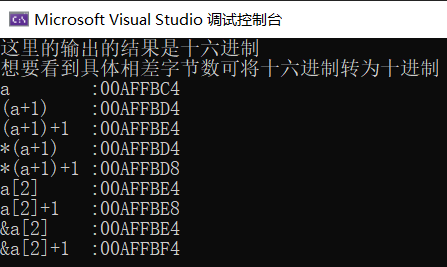 Microsoft Visual Studio 调试控制台
这里的输出的结果是十六进制
想要看到具体相差字节数可将十六进制转为十进制
a :00AFFBC4
(a+1) :00AFFBD4
(a+1)+1 :00AFFBE4
*(a+1) :00AFFBD4
*(a+1)+1 :00AFFBD8
a[2] :00AFFBE4
a[2]+1 :00AFFBE8
&a[2] :00AFFBE4
&a[2]+1 :00AFFBF4